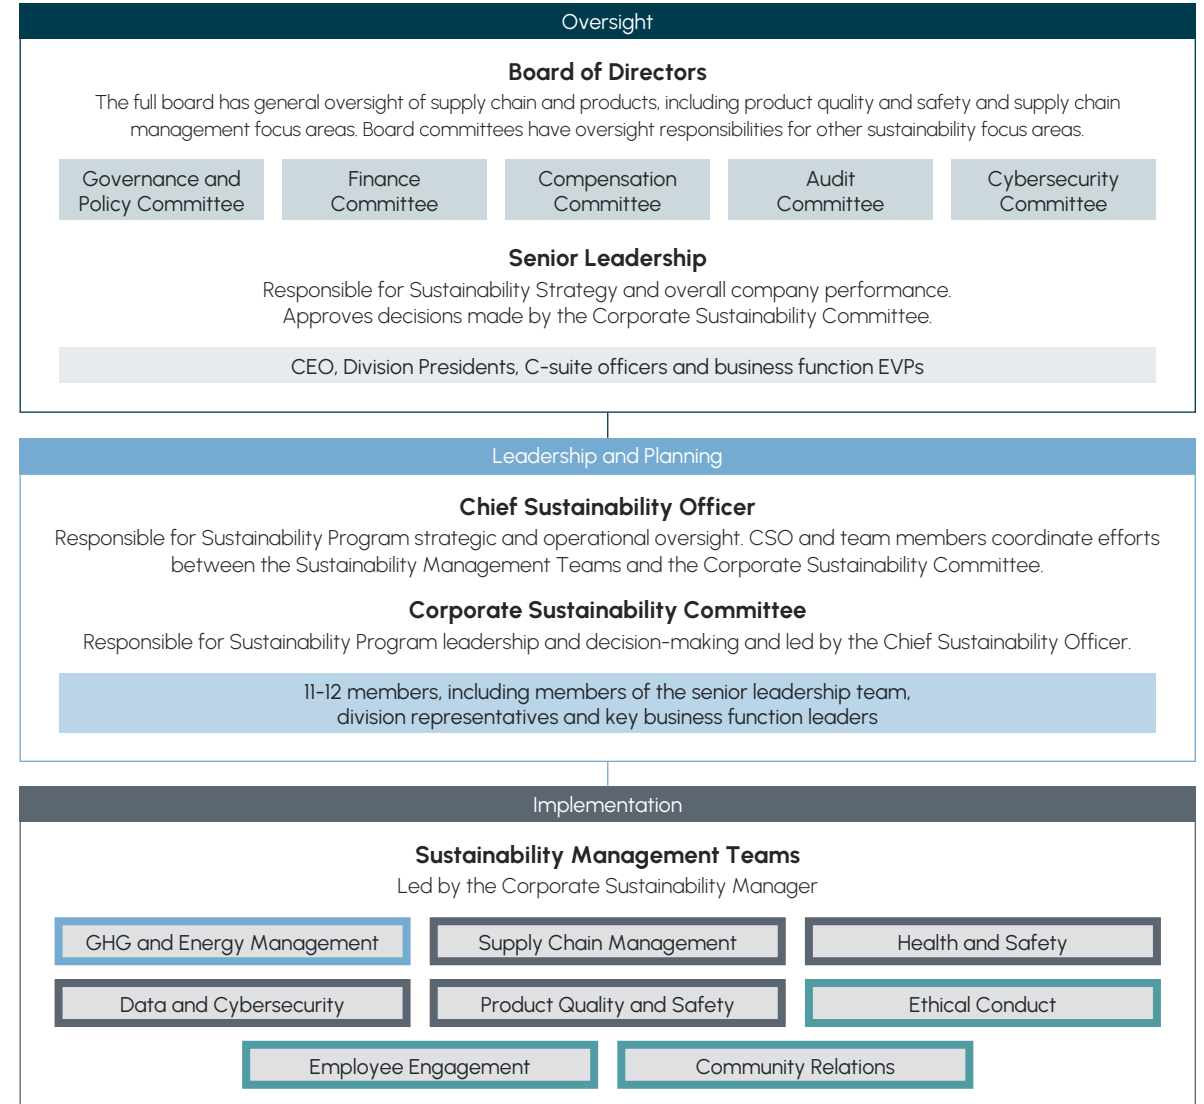 Oversight
Board of Directors
The full board has general oversight of supply chain and products, including product quality and safety and supply chain
management focus areas. Board committees have oversight responsibilities for other sustainability focus areas.
Governance and
Policy Committee
Finance
Committee
Compensation
Committee
Audit
Committee
Cybersecurity
Committee
Senior Leadership
Responsible for Sustainability Strategy and overall company performance.
Approves decisions made by the Corporate Sustainability Committee.
CEO, Division Presidents, C-suite officers and business function EVPs
Leadership and Planning
Chief Sustainability Officer
Responsible for Sustainability Program strategic and operational oversight. CSO and team members coordinate efforts
between the Sustainability Management Teams and the Corporate Sustainability Committee.
Corporate Sustainability Committee
Responsible for Sustainability Program leadership and decision-making and led by the Chief Sustainability Officer.
11-12 members, including members of the senior leadership team,
division representatives and key business function leaders
Implementation
Sustainability Management Teams
Led by the Corporate Sustainability Manager
GHG and Energy Management
Supply Chain Management
Health and Safety
Data and Cybersecurity
Product Quality and Safety
Ethical Conduct
Employee Engagement
Community Relations